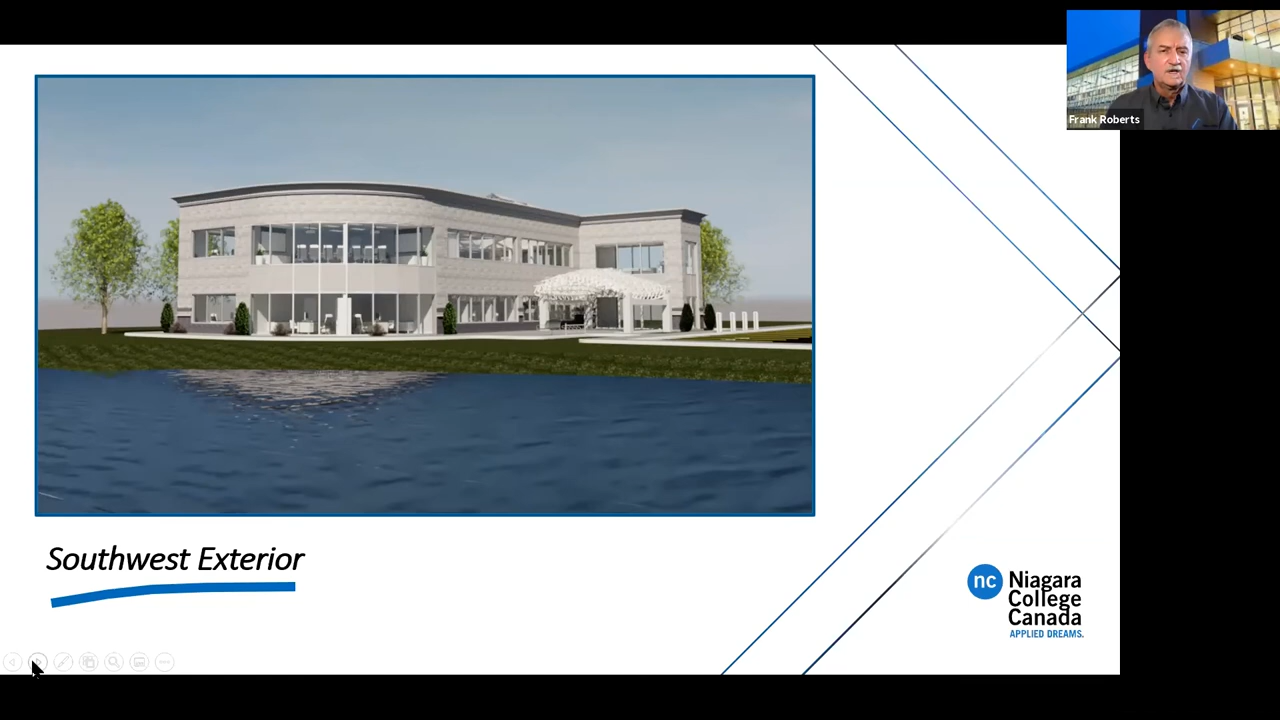 Frank Roberts
Southwest Exterior
nc
Niagara
College
Canada
APPLIED DREAMS.